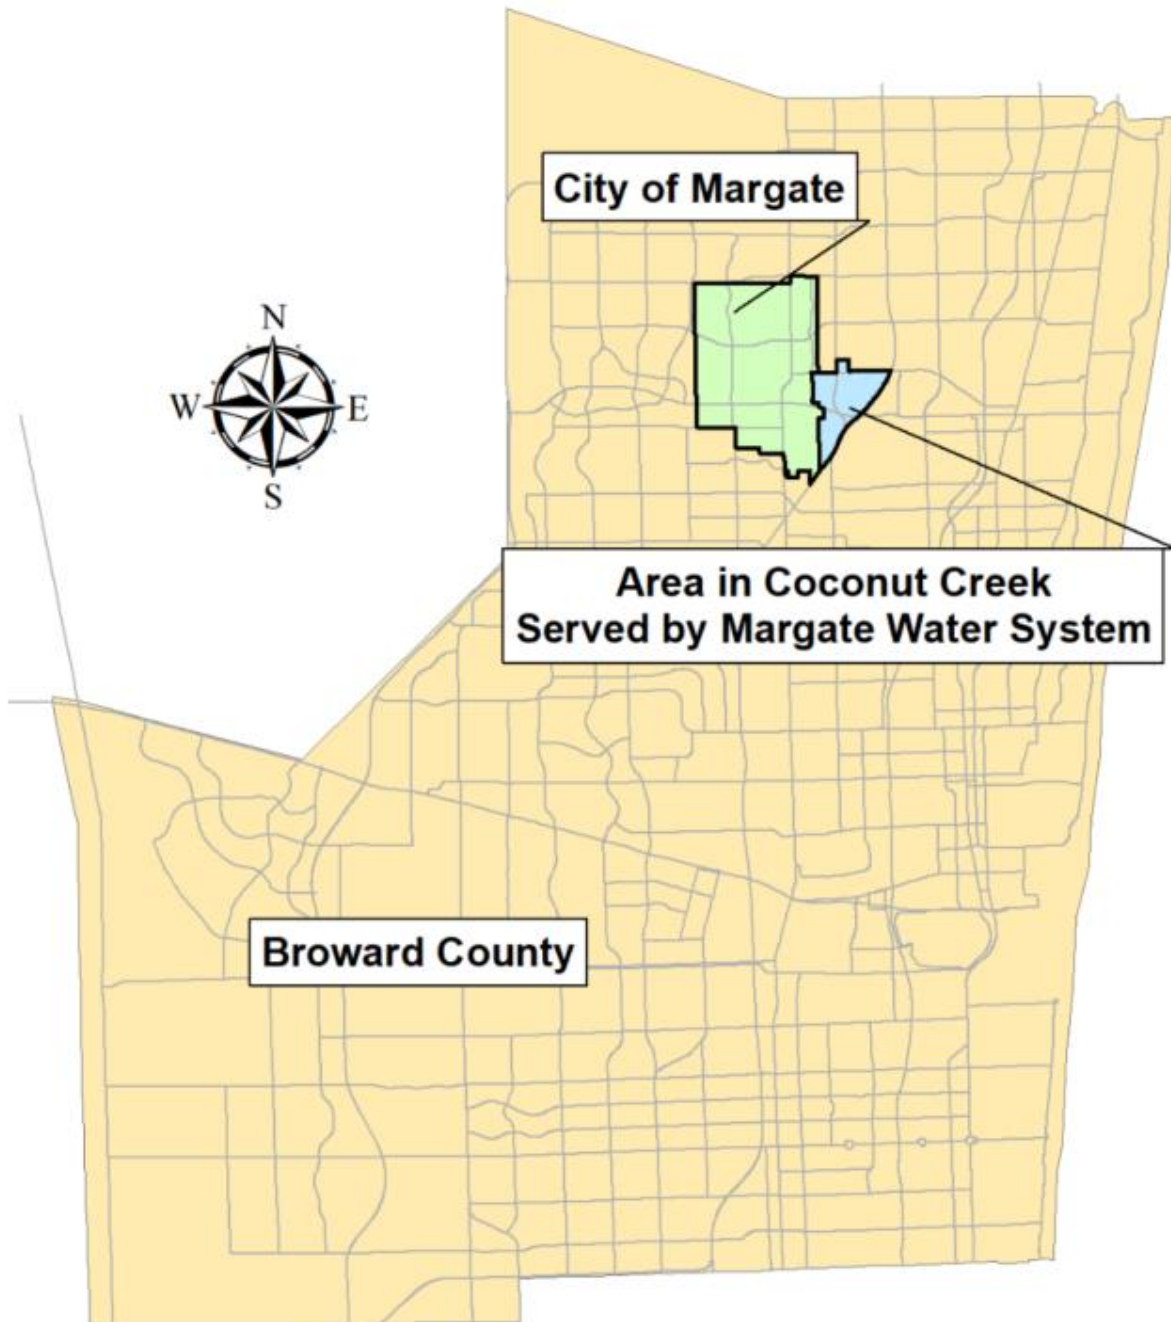 City of Margate
N
W
E
S
Area in Coconut Creek
Served by Margate Water System
Broward County